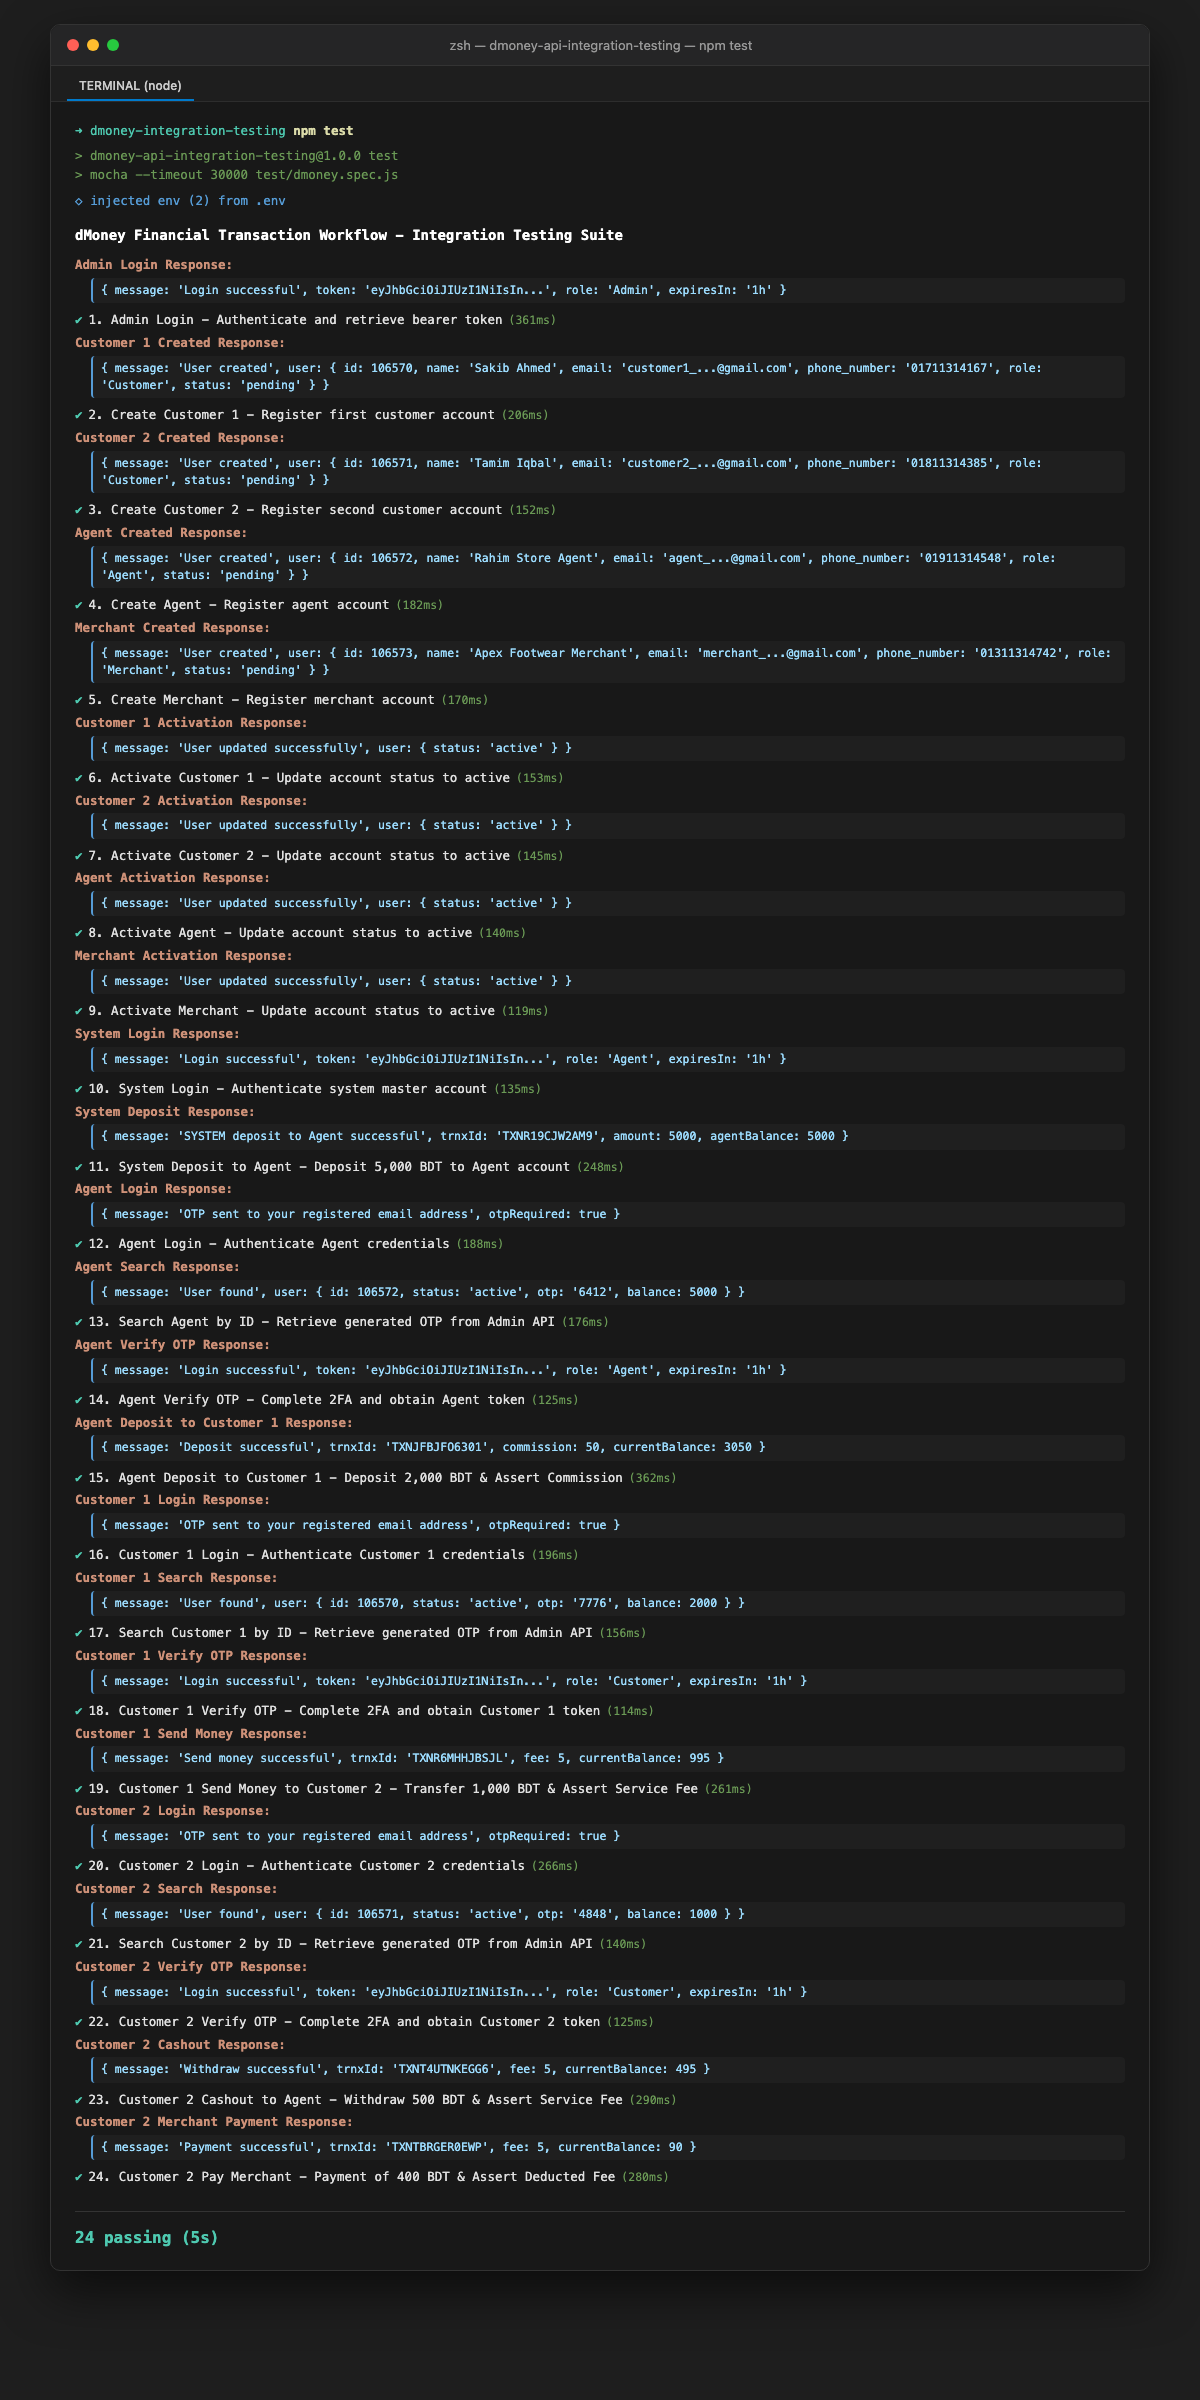 zsh — dmoney-api-integration-testing — npm test
TERMINAL (node)
➜ dmoney-integration-testing npm test
> dmoney-api-integration-testing@1.0.0 test
> mocha --timeout 30000 test/dmoney.spec.js
◇ injected env (2) from .env
dMoney Financial Transaction Workflow – Integration Testing Suite
Admin Login Response:
{ message: 'Login successful', token: 'eyJhbGciOiJIUzI1NiIsIn...', role: 'Admin', expiresIn: '1h' }
✔ 1. Admin Login – Authenticate and retrieve bearer token (361ms)
Customer 1 Created Response:
{ message: 'User created', user: { id: 106570, name: 'Sakib Ahmed', email: 'customer1_...@gmail.com', phone_number: '01711314167', role:
'Customer', status: 'pending' } }
✔ 2. Create Customer 1 – Register first customer account (206ms)
Customer 2 Created Response:
{ message: 'User created', user: { id: 106571, name: 'Tamim Iqbal', email: 'customer2_...@gmail.com', phone_number: '01811314385', role:
'Customer', status: 'pending' } }
✔ 3. Create Customer 2 – Register second customer account (152ms)
Agent Created Response:
{ message: 'User created', user: { id: 106572, name: 'Rahim Store Agent', email: 'agent_...@gmail.com', phone_number: '01911314548', role:
'Agent', status: 'pending' } }
✔ 4. Create Agent – Register agent account (182ms)
Merchant Created Response:
{ message: 'User created', user: { id: 106573, name: 'Apex Footwear Merchant', email: 'merchant_...@gmail.com', phone_number: '01311314742', role:
'Merchant', status: 'pending' } }
✔ 5. Create Merchant – Register merchant account (170ms)
Customer 1 Activation Response:
{ message: 'User updated successfully', user: { status: 'active' } }
✔ 6. Activate Customer 1 – Update account status to active (153ms)
Customer 2 Activation Response:
{ message: 'User updated successfully', user: { status: 'active' } }
✔ 7. Activate Customer 2 – Update account status to active (145ms)
Agent Activation Response:
{ message: 'User updated successfully', user: { status: 'active' } }
✔ 8. Activate Agent – Update account status to active (140ms)
Merchant Activation Response:
{ message: 'User updated successfully', user: { status: 'active' } }
✔ 9. Activate Merchant – Update account status to active (119ms)
System Login Response:
{ message: 'Login successful', token: 'eyJhbGciOiJIUzI1NiIsIn...', role: 'Agent', expiresIn: '1h' }
✔ 10. System Login – Authenticate system master account (135ms)
System Deposit Response:
{ message: 'SYSTEM deposit to Agent successful', trnxId: 'TXNR19CJW2AM9', amount: 5000, agentBalance: 5000 }
✔ 11. System Deposit to Agent – Deposit 5,000 BDT to Agent account (248ms)
Agent Login Response:
{ message: 'OTP sent to your registered email address', otpRequired: true }
✔ 12. Agent Login – Authenticate Agent credentials (188ms)
Agent Search Response:
{ message: 'User found', user: { id: 106572, status: 'active', otp: '6412', balance: 5000 } }
✔ 13. Search Agent by ID – Retrieve generated OTP from Admin API (176ms)
Agent Verify OTP Response:
{ message: 'Login successful', token: 'eyJhbGciOiJIUzI1NiIsIn...', role: 'Agent', expiresIn: '1h' }
✔ 14. Agent Verify OTP – Complete 2FA and obtain Agent token (125ms)
Agent Deposit to Customer 1 Response:
{ message: 'Deposit successful', trnxId: 'TXNJFBJFO6301', commission: 50, currentBalance: 3050 }
✔ 15. Agent Deposit to Customer 1 – Deposit 2,000 BDT & Assert Commission (362ms)
Customer 1 Login Response:
{ message: 'OTP sent to your registered email address', otpRequired: true }
✔ 16. Customer 1 Login – Authenticate Customer 1 credentials (196ms)
Customer 1 Search Response:
{ message: 'User found', user: { id: 106570, status: 'active', otp: '7776', balance: 2000 } }
✔ 17. Search Customer 1 by ID – Retrieve generated OTP from Admin API (156ms)
Customer 1 Verify OTP Response:
{ message: 'Login successful', token: 'eyJhbGciOiJIUzI1NiIsIn...', role: 'Customer', expiresIn: '1h' }
✔ 18. Customer 1 Verify OTP – Complete 2FA and obtain Customer 1 token (114ms)
Customer 1 Send Money Response:
{ message: 'Send money successful', trnxId: 'TXNR6MHHJBSJL', fee: 5, currentBalance: 995 }
✔ 19. Customer 1 Send Money to Customer 2 – Transfer 1,000 BDT & Assert Service Fee (261ms)
Customer 2 Login Response:
{ message: 'OTP sent to your registered email address', otpRequired: true }
✔ 20. Customer 2 Login – Authenticate Customer 2 credentials (266ms)
Customer 2 Search Response:
{ message: 'User found', user: { id: 106571, status: 'active', otp: '4848', balance: 1000 } }
✔ 21. Search Customer 2 by ID – Retrieve generated OTP from Admin API (140ms)
Customer 2 Verify OTP Response:
{ message: 'Login successful', token: 'eyJhbGciOiJIUzI1NiIsIn...', role: 'Customer', expiresIn: '1h' }
✔ 22. Customer 2 Verify OTP – Complete 2FA and obtain Customer 2 token (125ms)
Customer 2 Cashout Response:
{ message: 'Withdraw successful', trnxId: 'TXNT4UTNKEGG6', fee: 5, currentBalance: 495 }
✔ 23. Customer 2 Cashout to Agent – Withdraw 500 BDT & Assert Service Fee (290ms)
Customer 2 Merchant Payment Response:
{ message: 'Payment successful', trnxId: 'TXNTBRGER0EWP', fee: 5, currentBalance: 90 }
✔ 24. Customer 2 Pay Merchant – Payment of 400 BDT & Assert Deducted Fee (280ms)
24 passing (5s)